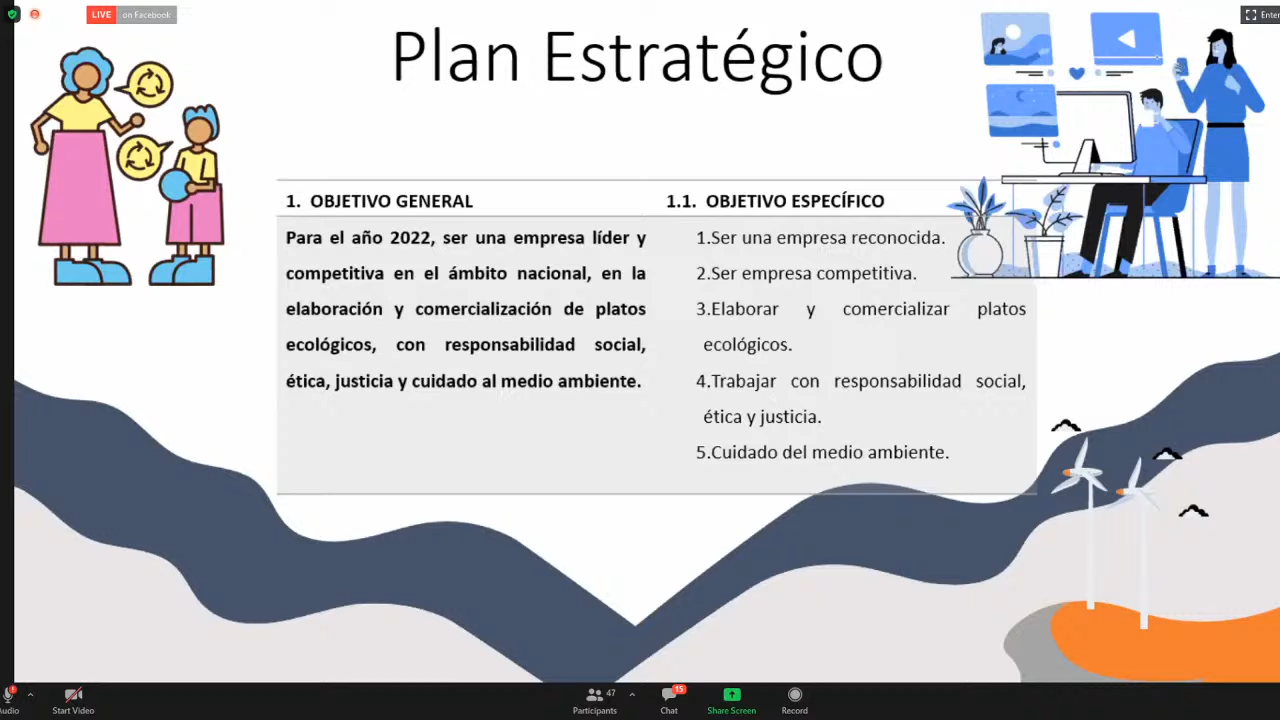 LIVE on Facebook
Enter
Plan Estratégico
1. OBJETIVO GENERAL
Para el año 2022, ser una empresa líder y
competitiva en el ámbito nacional, en la
elaboración y comercialización de platos
ecológicos, con responsabilidad social,
ética, justicia y cuidado al medio ambiente.
1.1. OBJETIVO ESPECÍFICO
1.Ser una empresa reconocida.
2.Ser empresa competitiva.
3.Elaborar y comercializar platos
ecológicos.
4.Trabajar con responsabilidad social,
ética y justicia.
5.Cuidado del medio ambiente.
Audio
Start Video
47
Participants
15
Chat
Share Screen
Record